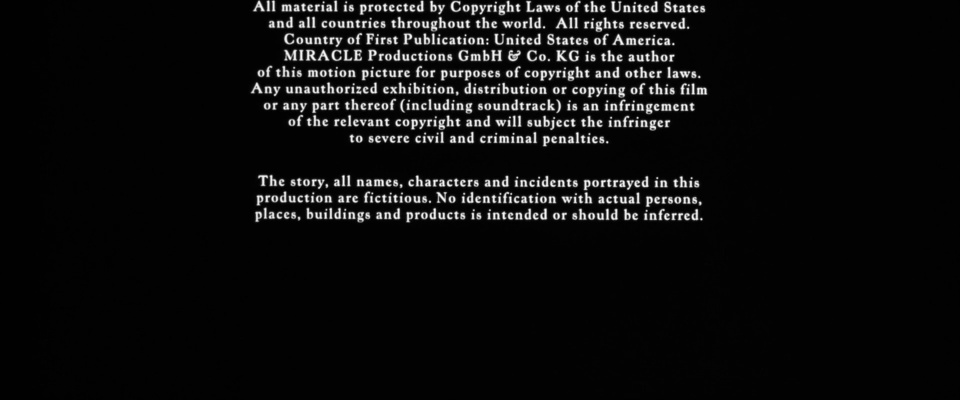 All material is protected by Copyright Laws of the United States
and all countries throughout the world. All rights reserved.
Country of First Publication: United States of America.
MIRACLE Productions GmbH & Co. KG is the author
of this motion picture for purposes of copyright and other laws.
Any unauthorized exhibition, distribution or copying of this film
or any part thereof (including soundtrack) is an infringement
of the relevant copyright and will subject the infringer
to severe civil and criminal penalties.
The story, all names, characters and incidents portrayed in this
production are fictitious. No identification with actual persons,
places, buildings and products is intended or should be inferred.